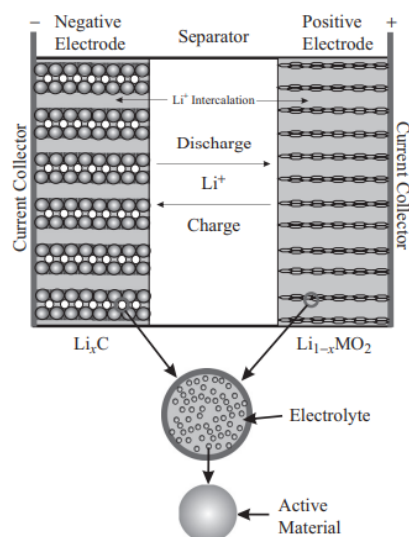 −
Negative
Electrode
Separator
Positive
Electrode
+
Current Collector
Li⁺ Intercalation
Discharge
Li⁺
Charge
Current Collector
LiₓC
Li₁₋ₓMO₂
Electrolyte
Active
Material